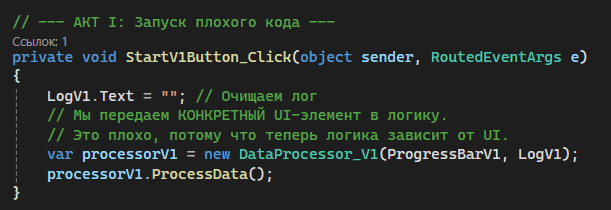 // --- АКТ I: Запуск плохого кода ---
Ссылок: 1
private void StartV1Button_Click(object sender, RoutedEventArgs e)
{
LogV1.Text = ""; // Очищаем лог
// Мы передаем КОНКРЕТНЫЙ UI-элемент в логику.
// Это плохо, потому что теперь логика зависит от UI.
var processorV1 = new DataProcessor_V1(ProgressBarV1, LogV1);
processorV1.ProcessData();
}